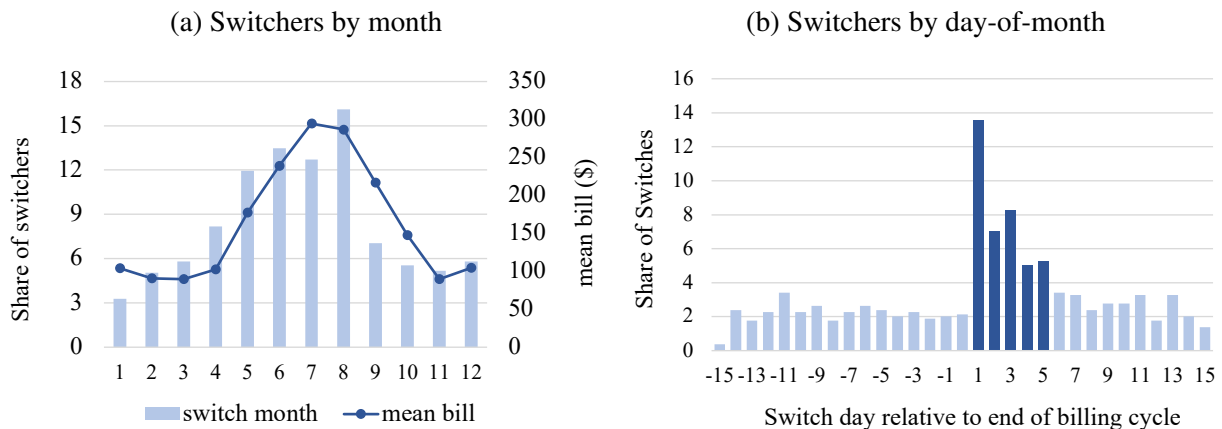 (a) Switchers by month
18
15
12
9
6
3
0
Share of switchers
350
300
250
200
150
100
50
0
mean bill ($)
1 2 3 4 5 6 7 8 9 10 11 12
switch month mean bill
(b) Switchers by day-of-month
16
14
12
10
8
6
4
2
0
Share of Switches
-15 -13 -11 -9 -7 -5 -3 -1 1 3 5 7 9 11 13 15
Switch day relative to end of billing cycle